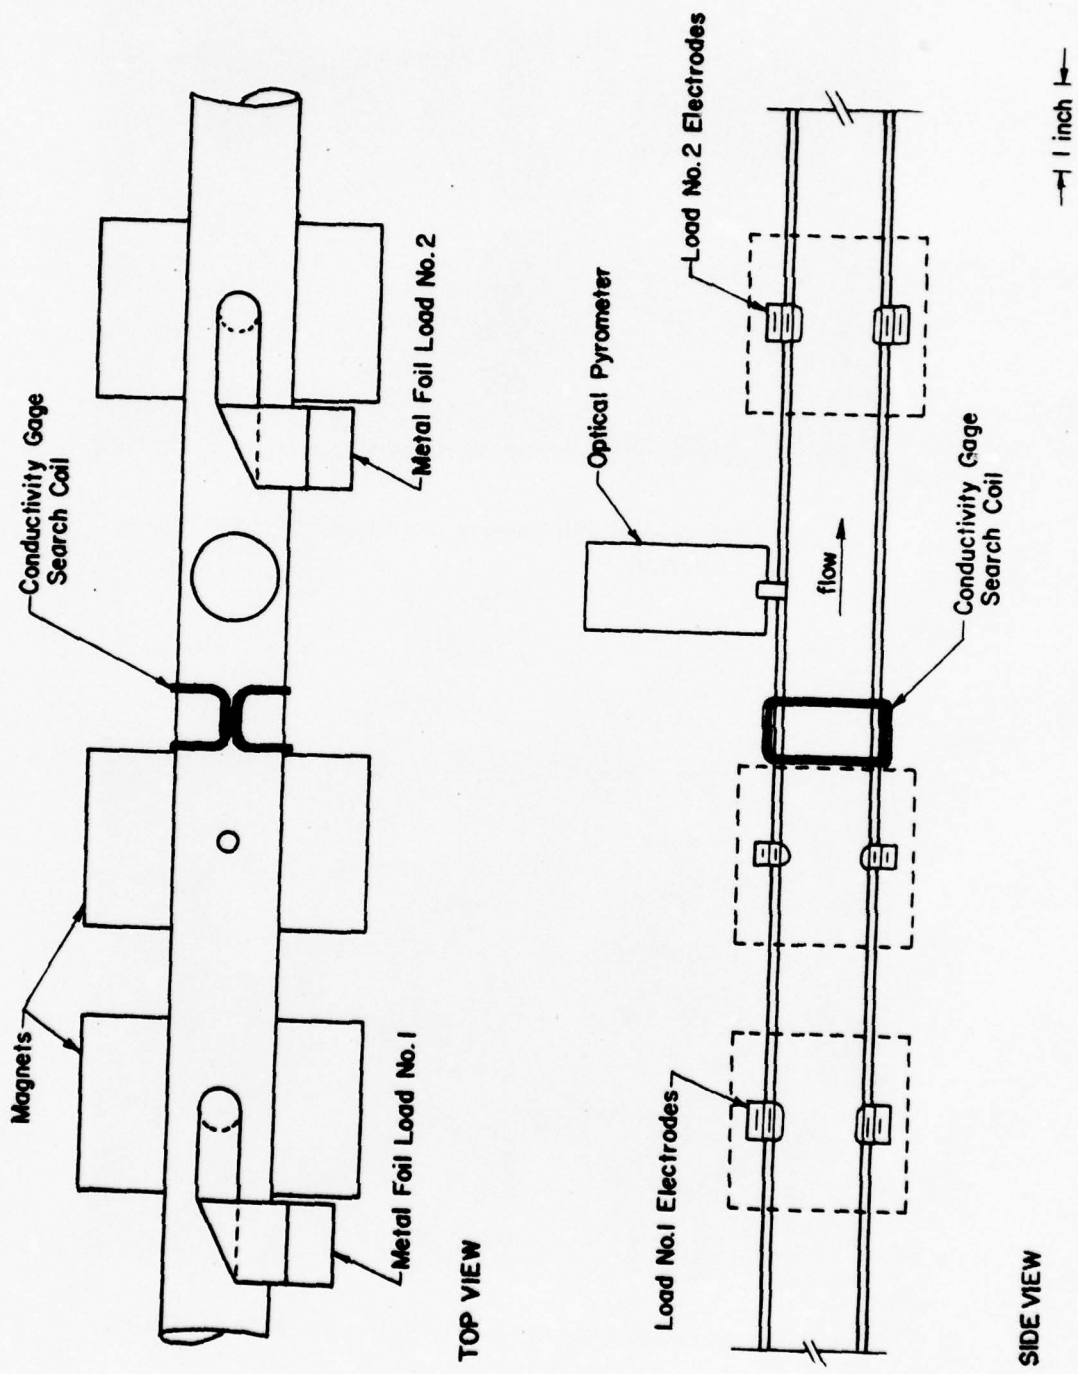 Magnets
Conductivity Gage
Search Coil
Metal Foil Load No.1
Metal Foil Load No.2
TOP VIEW
Load No.1 Electrodes
Optical Pyrometer
Load No.2 Electrodes
flow
Conductivity Gage
Search Coil
SIDE VIEW
1 inch